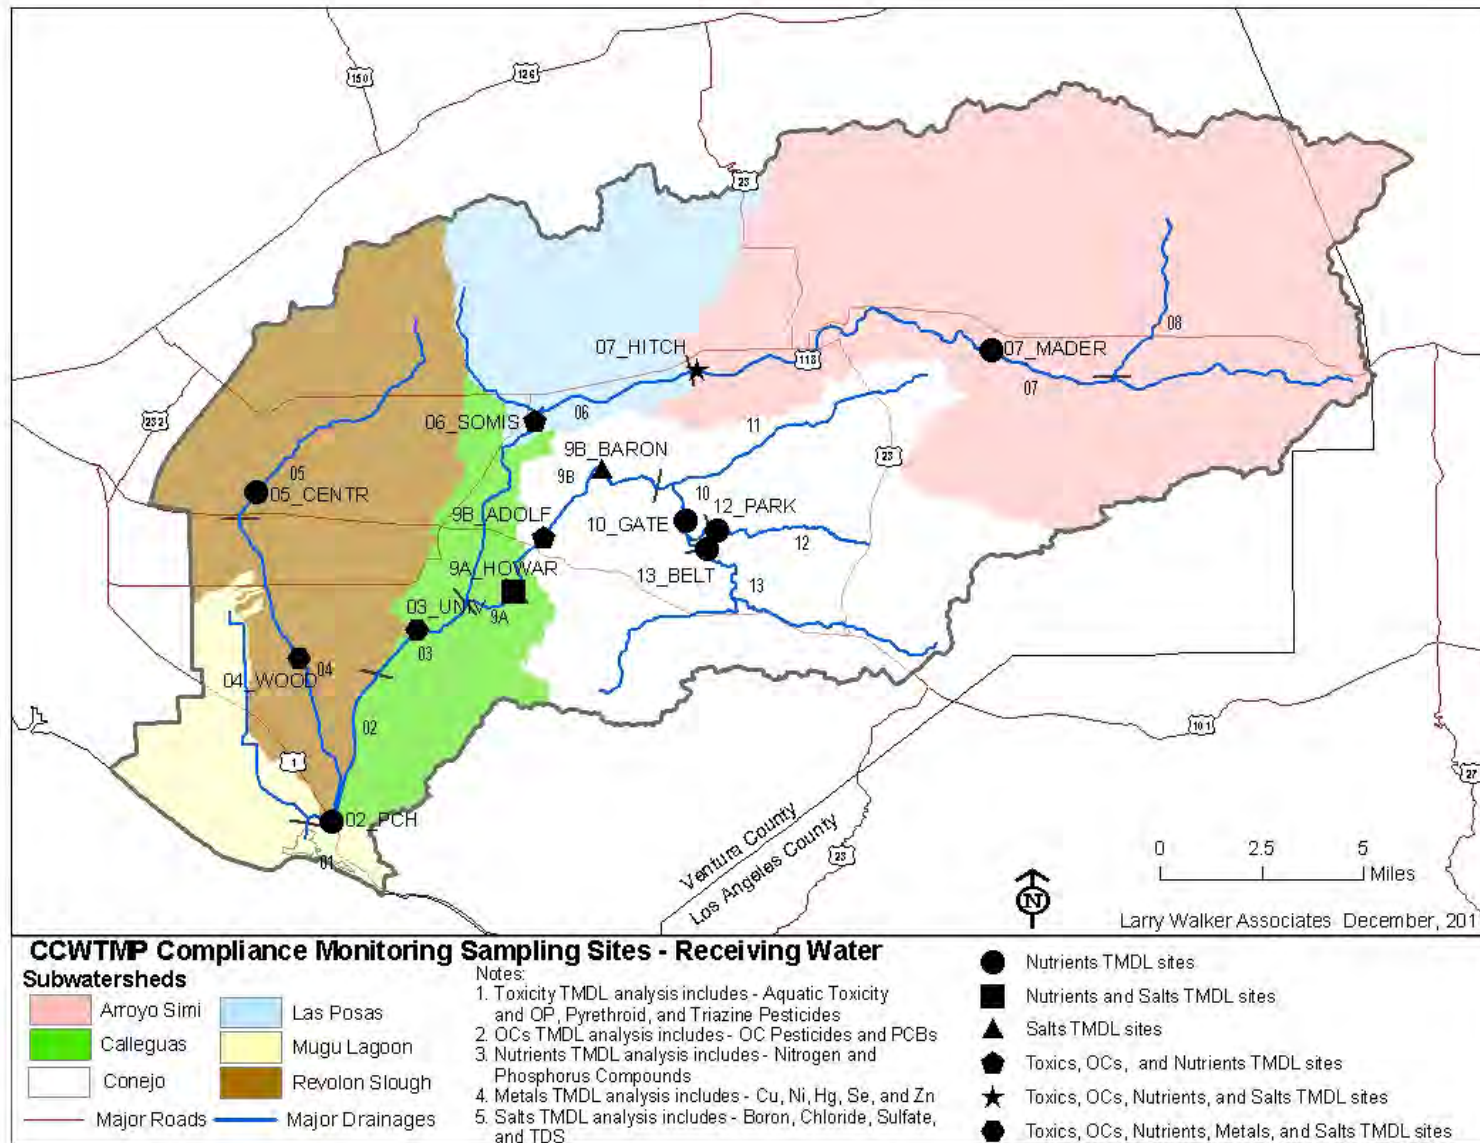 150
126
23
118
232
07_HITCH
07_MADER
08
07
06_SOMIS
06
11
23
9B_BARON
9B
05
05_CENTR
10
12_PARK
10_GATE
9B_ADOLF
12
13_BELT
13
9A_HOWAR
9A
03_UNIV
03
04
04_WOOD
02
1
101
27
02_PCH
01
23
Ventura County
Los Angeles County
0 2.5 5
Miles
N
Larry Walker Associates December, 201
CCWTMP Compliance Monitoring Sampling Sites - Receiving Water
Subwatersheds
Arroyo Simi
Las Posas
Calleguas
Mugu Lagoon
Conejo
Revolon Slough
Major Roads
Major Drainages
Notes:
1. Toxicity TMDL analysis includes - Aquatic Toxicity
and OP, Pyrethroid, and Triazine Pesticides
2. OCs TMDL analysis includes - OC Pesticides and PCBs
3. Nutrients TMDL analysis includes - Nitrogen and
Phosphorus Compounds
4. Metals TMDL analysis includes - Cu, Ni, Hg, Se, and Zn
5. Salts TMDL analysis includes - Boron, Chloride, Sulfate,
and TDS
Nutrients TMDL sites
Nutrients and Salts TMDL sites
Salts TMDL sites
Toxics, OCs, and Nutrients TMDL sites
Toxics, OCs, Nutrients, and Salts TMDL sites
Toxics, OCs, Nutrients, Metals, and Salts TMDL sites